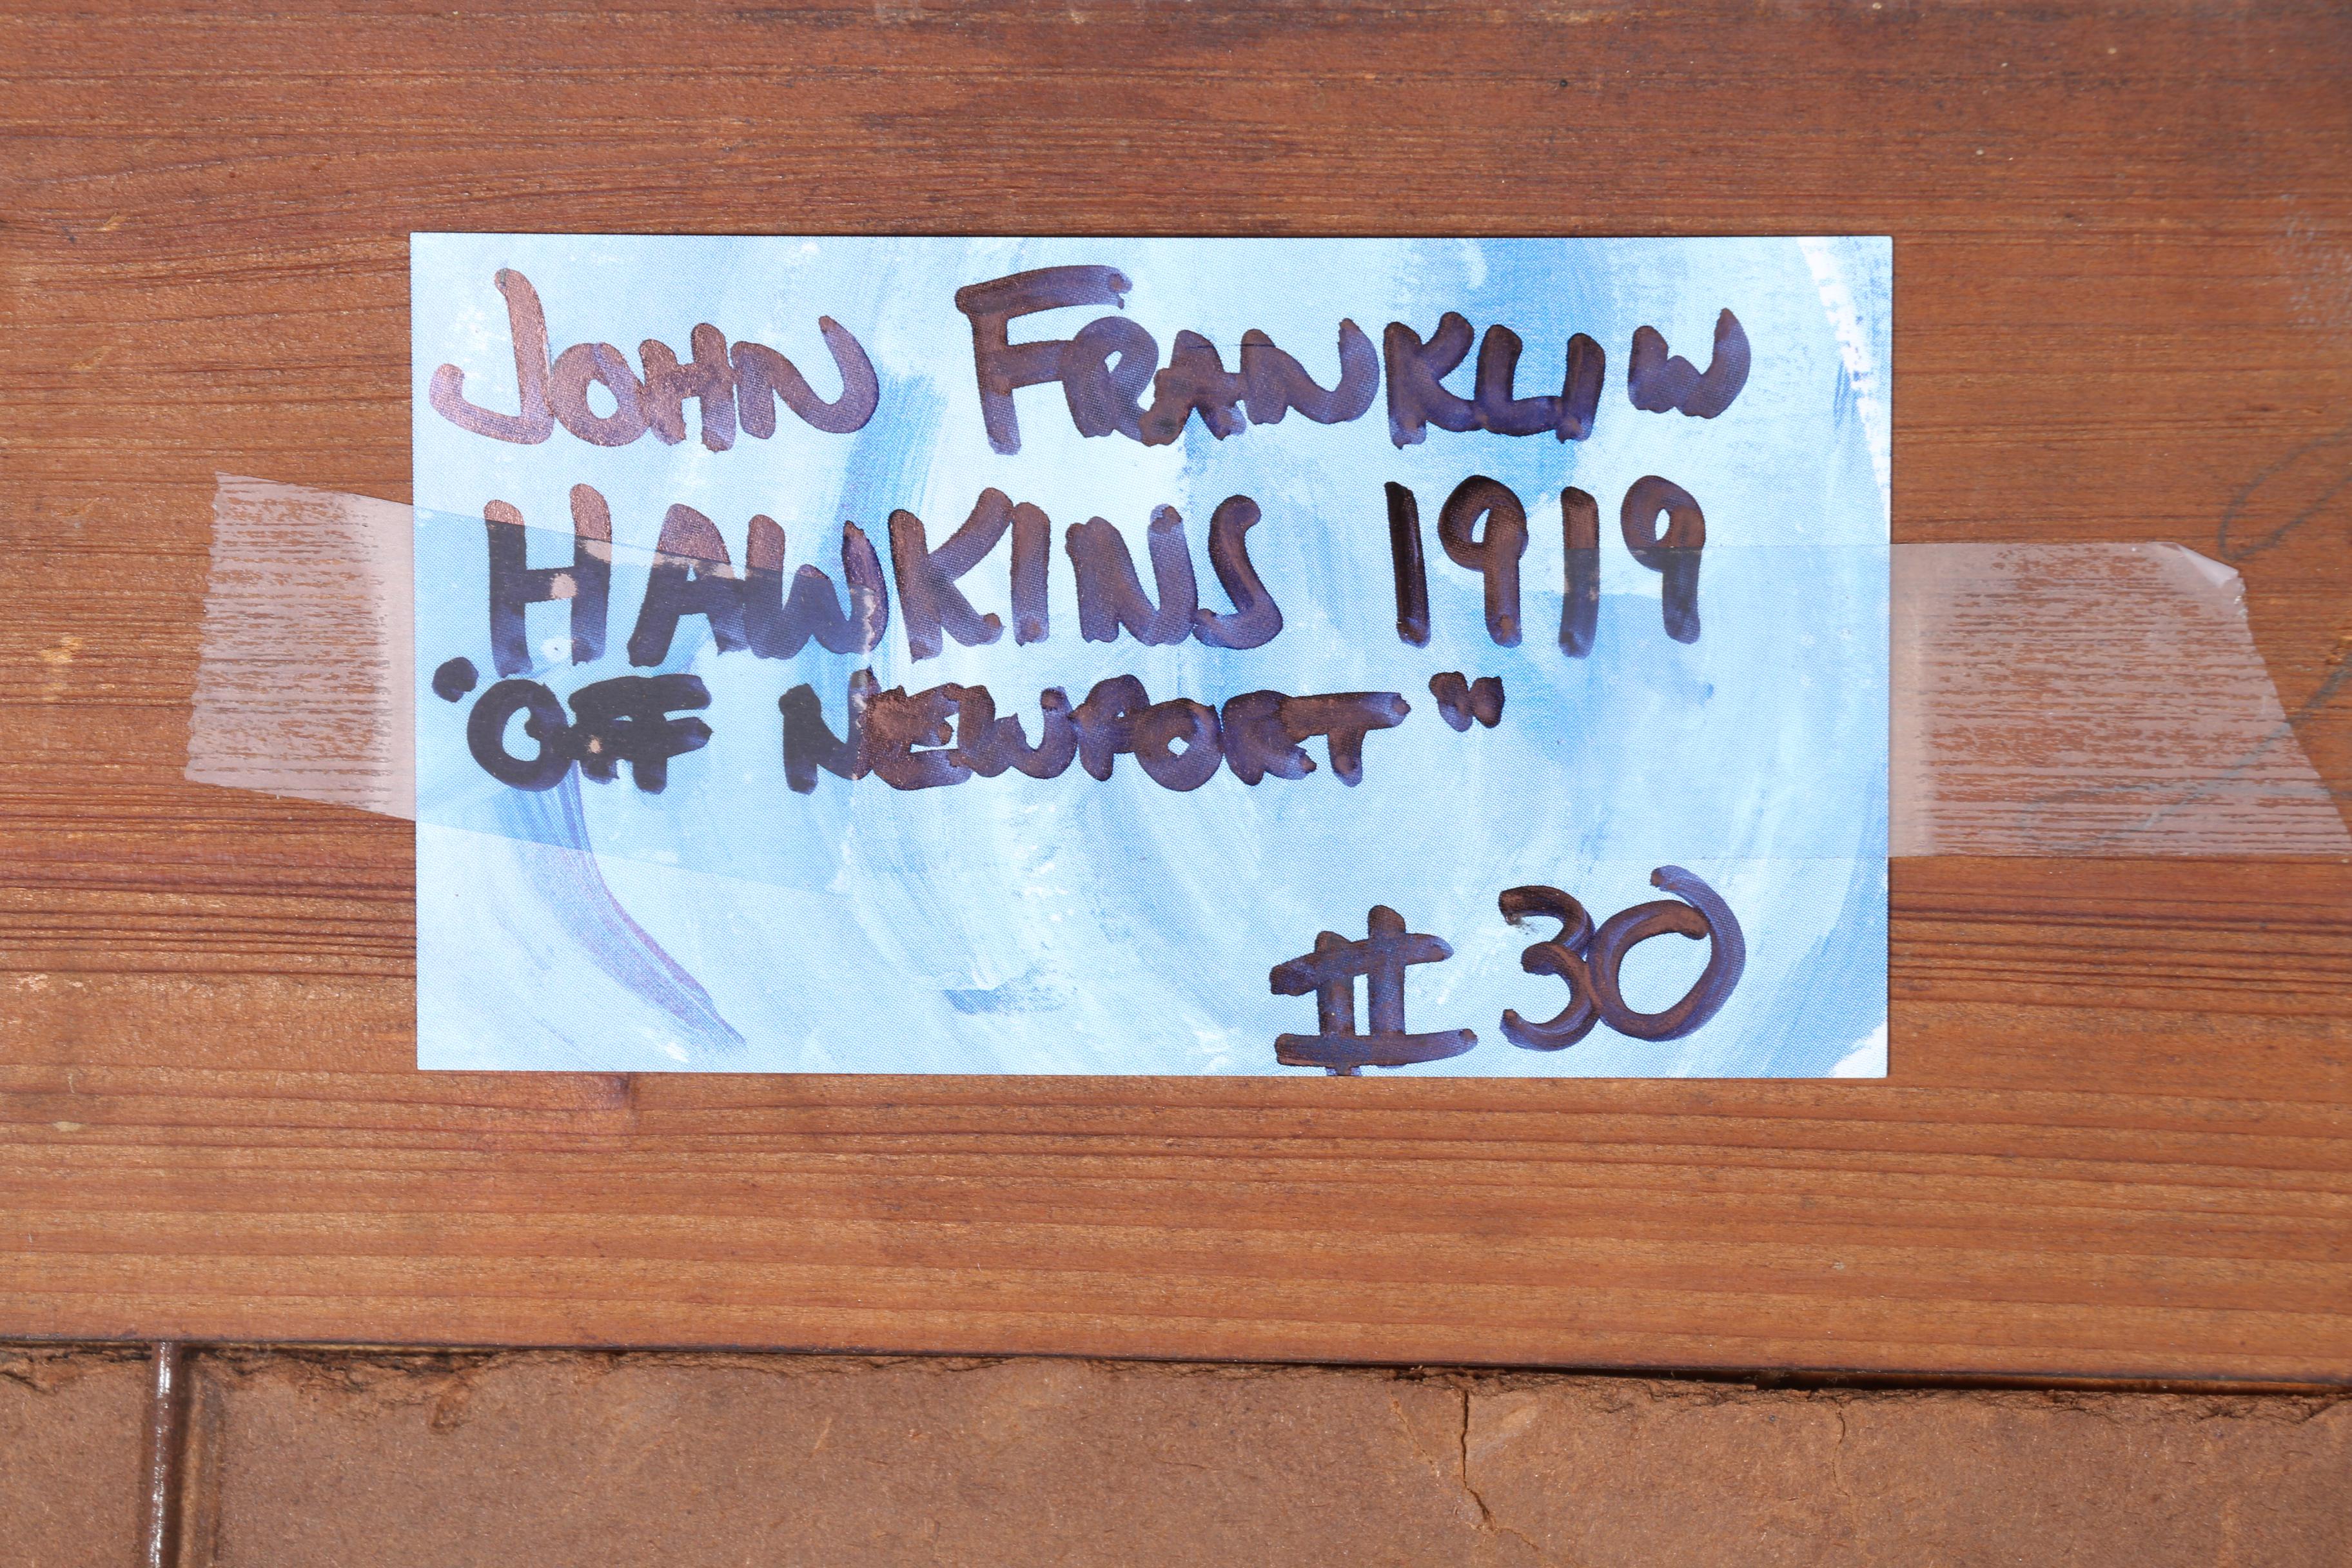 JOHN FRANKLIN
HAWKINS 1919
"OFF NEWPORT"
#30